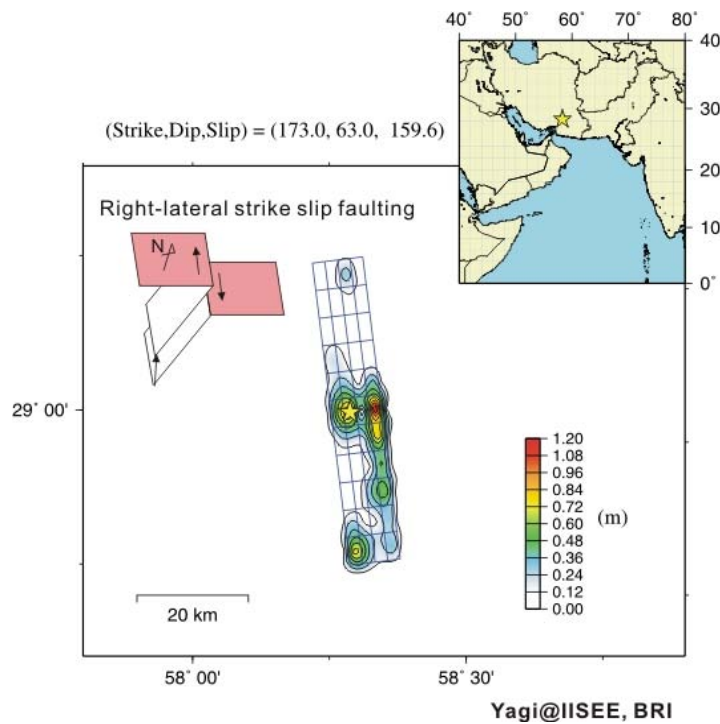 40° 50° 60° 70° 80°
40°
30°
20°
10°
0°
(Strike,Dip,Slip) = (173.0, 63.0, 159.6)
Right-lateral strike slip faulting
N
29° 00'
1.20
1.08
0.96
0.84
0.72
0.60
0.48
0.36
0.24
0.12
0.00
(m)
20 km
58° 00' 58° 30'
Yagi@IISEE, BRI